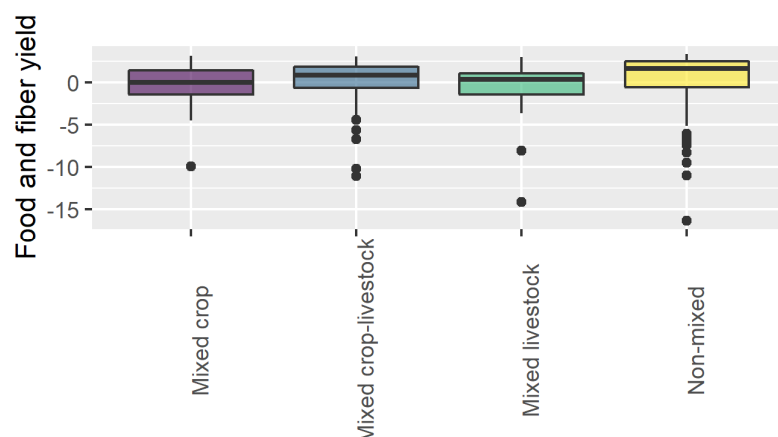 Food and fiber yield
0
-5
-10
-15
Mixed crop
Mixed crop-livestock
Mixed livestock
Non-mixed